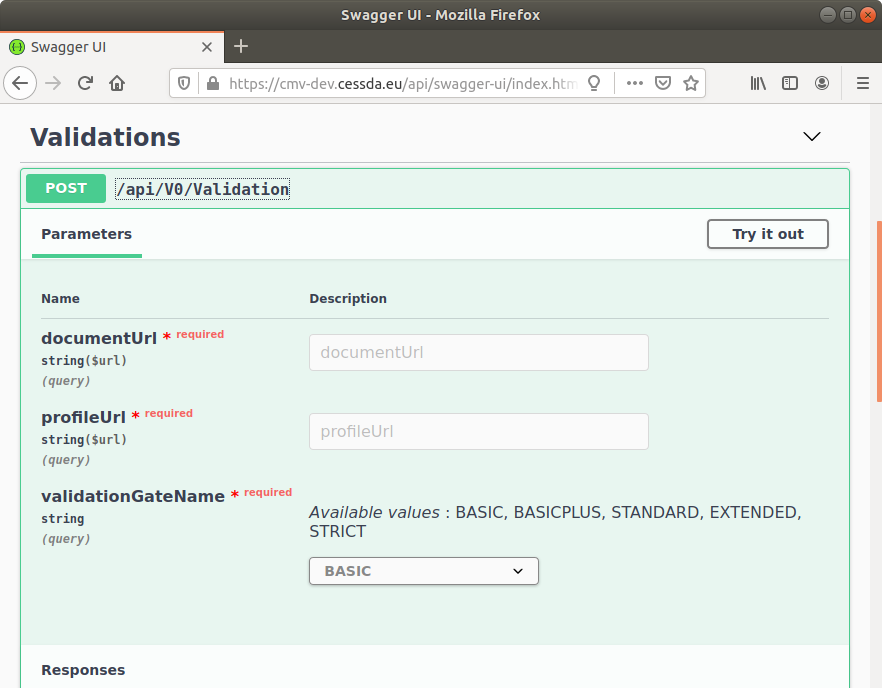 Swagger UI - Mozilla Firefox
Swagger UI
https://cmv-dev.cessda.eu/api/swagger-ui/index.htm
Validations
POST /api/V0/Validation
Parameters Try it out
Name Description
documentUrl * required
string($url)
(query)
documentUrl
profileUrl * required
string($url)
(query)
profileUrl
validationGateName * required
string
(query)
Available values : BASIC, BASICPLUS, STANDARD, EXTENDED,
STRICT
BASIC
Responses